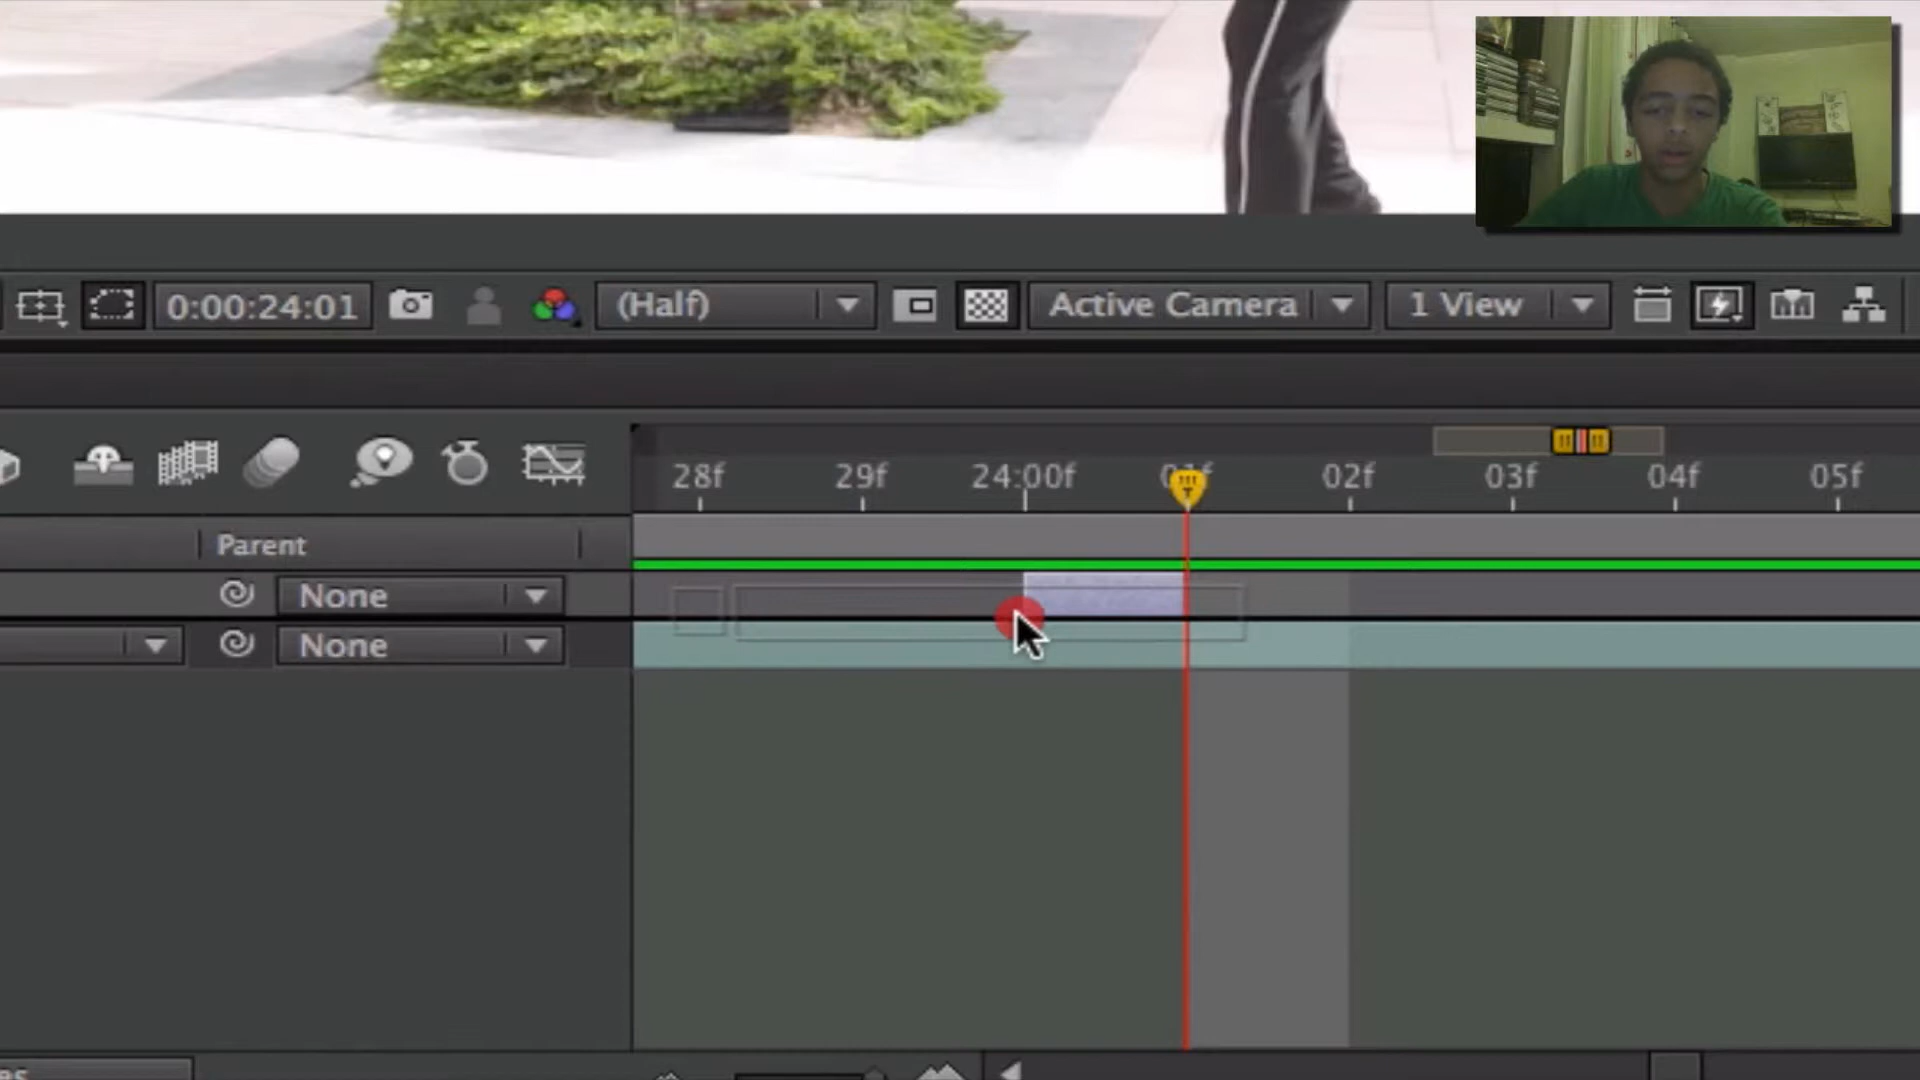 0:00:24:01 (Half) Active Camera 1 View
28f 29f 24:00f 01f 02f 03f 04f 05f
Parent
None
None